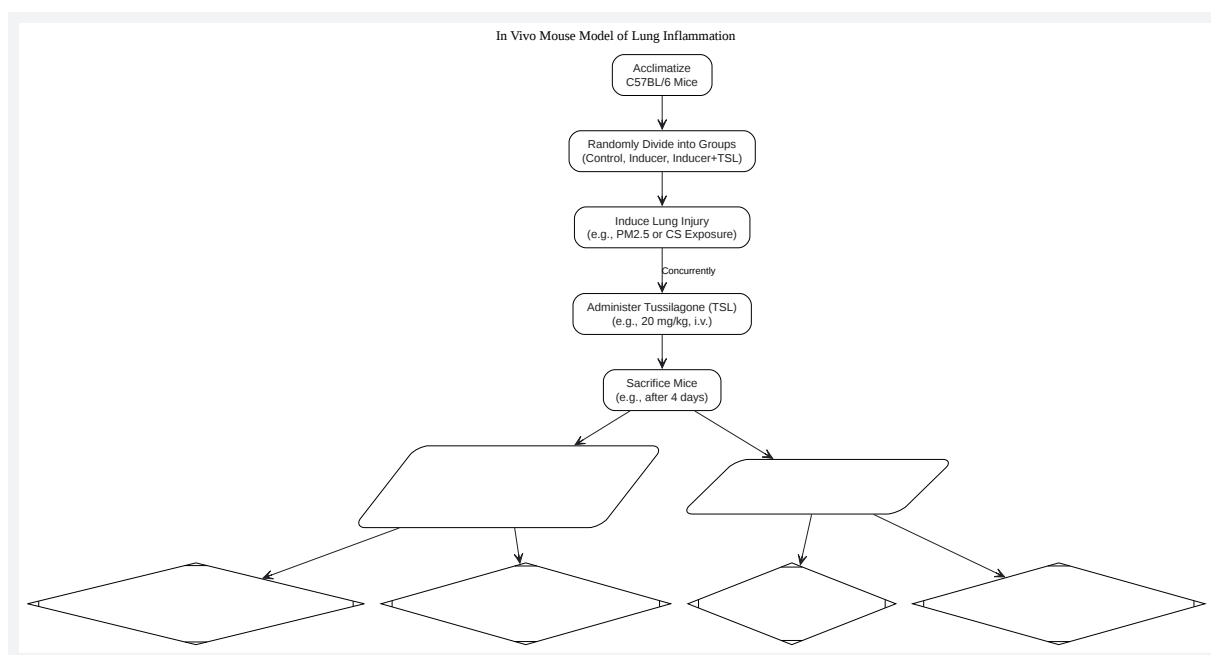 In Vivo Mouse Model of Lung Inflammation
Acclimatize
C57BL/6 Mice
Randomly Divide into Groups
(Control, Inducer, Inducer+TSL)
Induce Lung Injury
(e.g., PM2.5 or CS Exposure)
Concurrently
Administer Tussilagone (TSL)
(e.g., 20 mg/kg, i.v.)
Sacrifice Mice
(e.g., after 4 days)